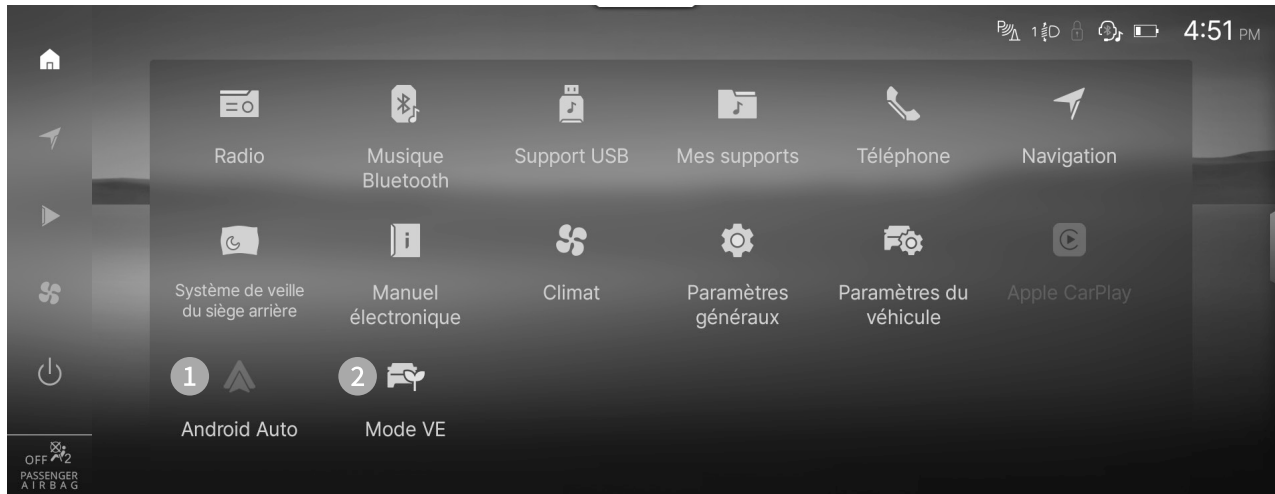 1
4:51 PM
Radio
Musique
Bluetooth
Support USB
Mes supports
Téléphone
Navigation
Système de veille
du siège arrière
Manuel
électronique
Climat
Paramètres
généraux
Paramètres du
véhicule
Apple CarPlay
1
Android Auto
2
Mode VE
OFF 2
PASSENGER
AIRBAG